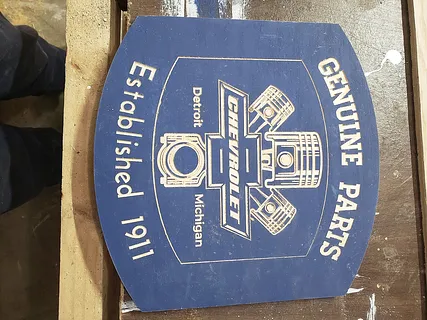 GENUINE PARTS
CHEVROLET
Detroit Michigan
Established 1911